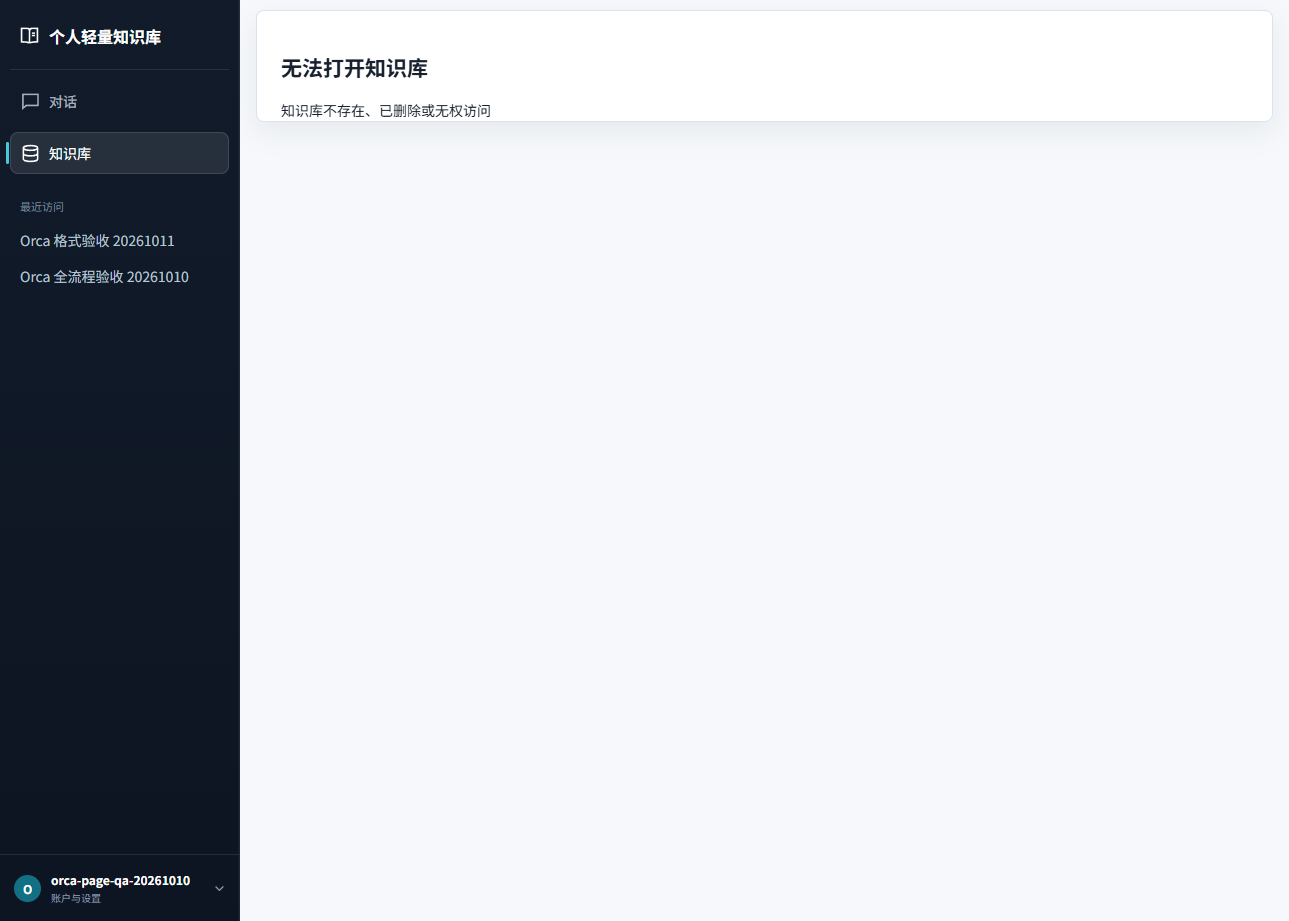 个人轻量知识库
对话
知识库
最近访问
Orca 格式验收 20261011
Orca 全流程验收 20261010
O
orca-page-qa-20261010
账户与设置
无法打开知识库
知识库不存在、已删除或无权访问